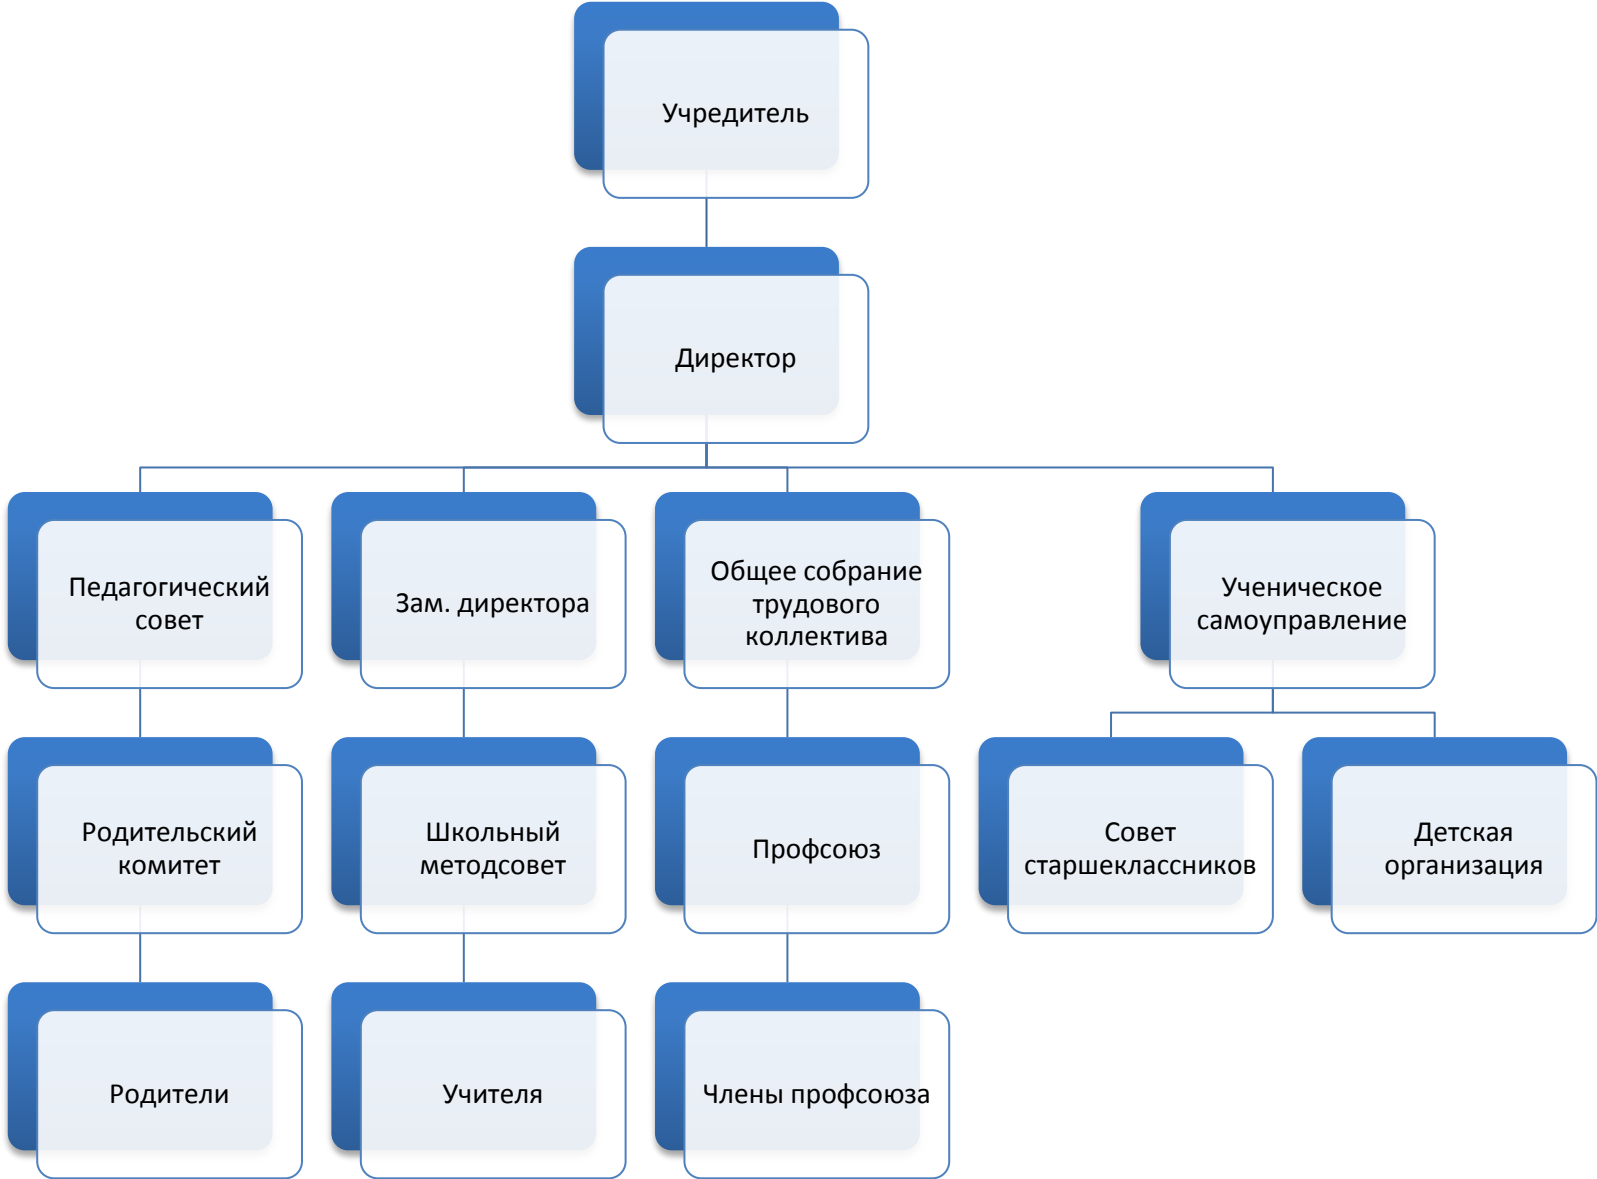 Учредитель
Директор
Педагогический
совет
Зам. директора
Общее собрание
трудового
коллектива
Ученическое
самоуправление
Родительский
комитет
Школьный
методсовет
Профсоюз
Совет
старшеклассников
Детская
организация
Родители
Учителя
Члены профсоюза